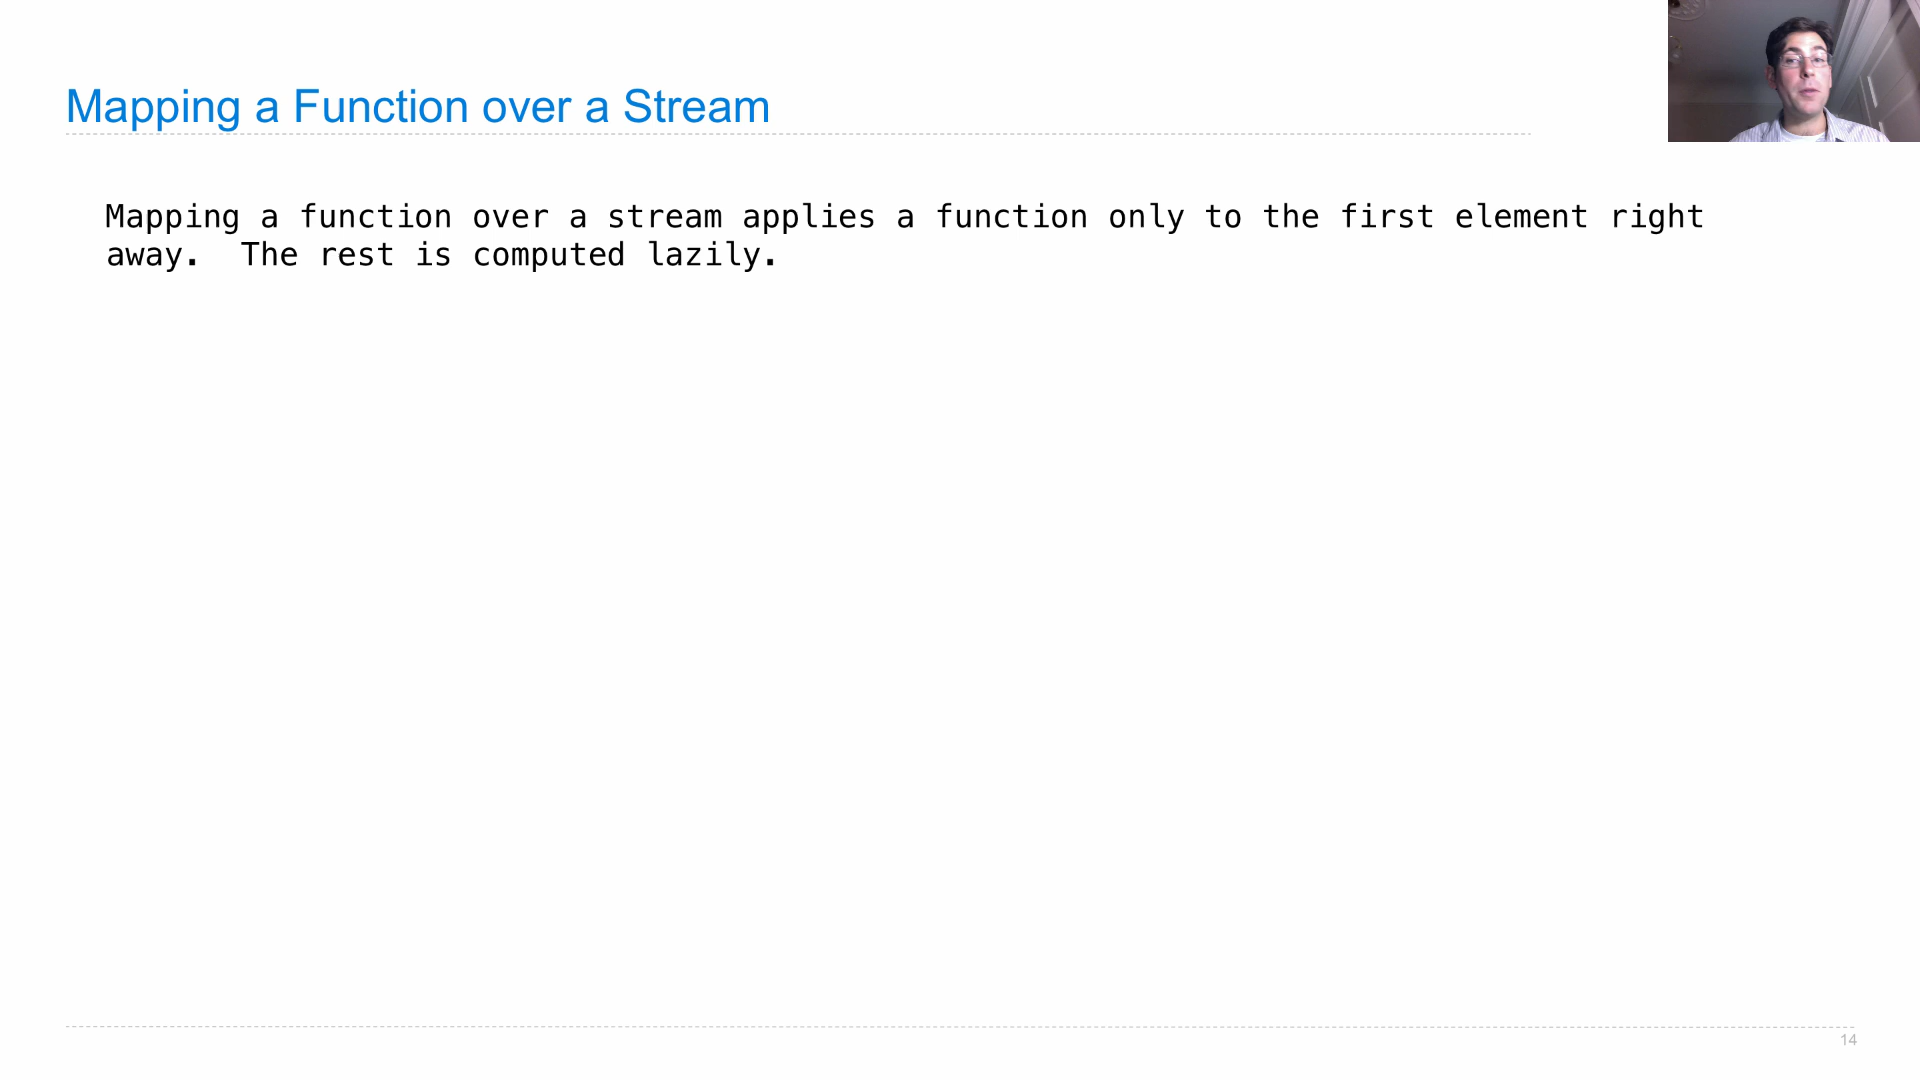 Mapping a Function over a Stream
Mapping a function over a stream applies a function only to the first element right
away.  The rest is computed lazily.
14